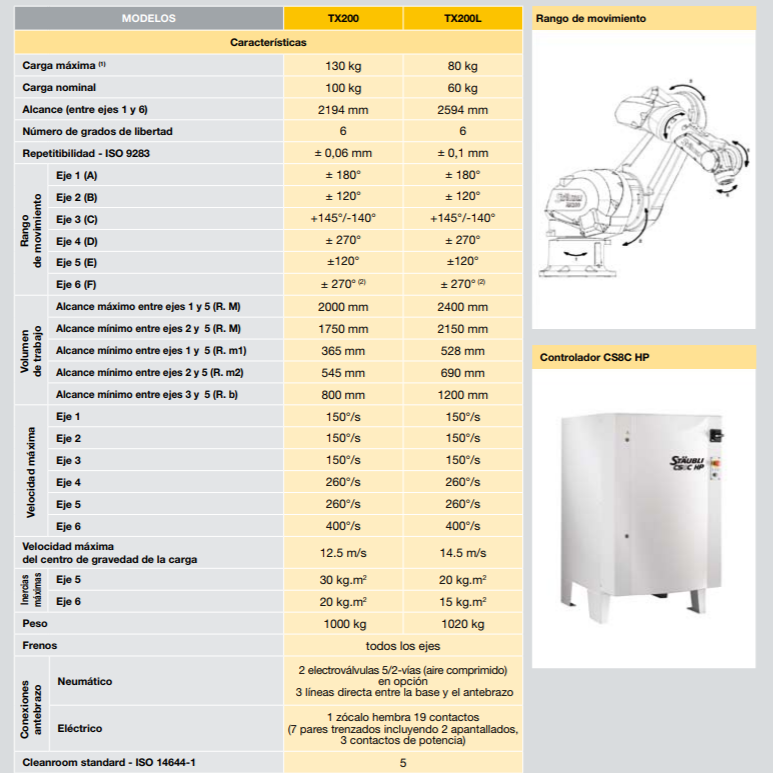 MODELOS TX200 TX200L
Características
Carga máxima (1) 130 kg 80 kg
Carga nominal 100 kg 60 kg
Alcance (entre ejes 1 y 6) 2194 mm 2594 mm
Número de grados de libertad 6 6
Repetitibilidad - ISO 9283 ± 0,06 mm ± 0,1 mm
Rango
de movimiento
Eje 1 (A) ± 180° ± 180°
Eje 2 (B) ± 120° ± 120°
Eje 3 (C) +145°/-140° +145°/-140°
Eje 4 (D) ± 270° ± 270°
Eje 5 (E) ±120° ±120°
Eje 6 (F) ± 270° (2) ± 270° (2)
Volumen
de trabajo
Alcance máximo entre ejes 1 y 5 (R. M) 2000 mm 2400 mm
Alcance mínimo entre ejes 2 y 5 (R. M) 1750 mm 2150 mm
Alcance mínimo entre ejes 1 y 5 (R. m1) 365 mm 528 mm
Alcance mínimo entre ejes 2 y 5 (R. m2) 545 mm 690 mm
Alcance mínimo entre ejes 3 y 5 (R. b) 800 mm 1200 mm
Velocidad máxima
Eje 1 150°/s 150°/s
Eje 2 150°/s 150°/s
Eje 3 150°/s 150°/s
Eje 4 260°/s 260°/s
Eje 5 260°/s 260°/s
Eje 6 400°/s 400°/s
Velocidad máxima
del centro de gravedad de la carga 12.5 m/s 14.5 m/s
Inercias
máximas
Eje 5 30 kg.m² 20 kg.m²
Eje 6 20 kg.m² 15 kg.m²
Peso 1000 kg 1020 kg
Frenos todos los ejes
Conexiones
antebrazo
Neumático
2 electroválvulas 5/2-vías (aire comprimido)
en opción
3 líneas directa entre la base y el antebrazo
Eléctrico
1 zócalo hembra 19 contactos
(7 pares trenzados incluyendo 2 apantallados,
3 contactos de potencia)
Cleanroom standard - ISO 14644-1 5
Rango de movimiento
Controlador CS8C HP
STÄUBLI
CS8C HP